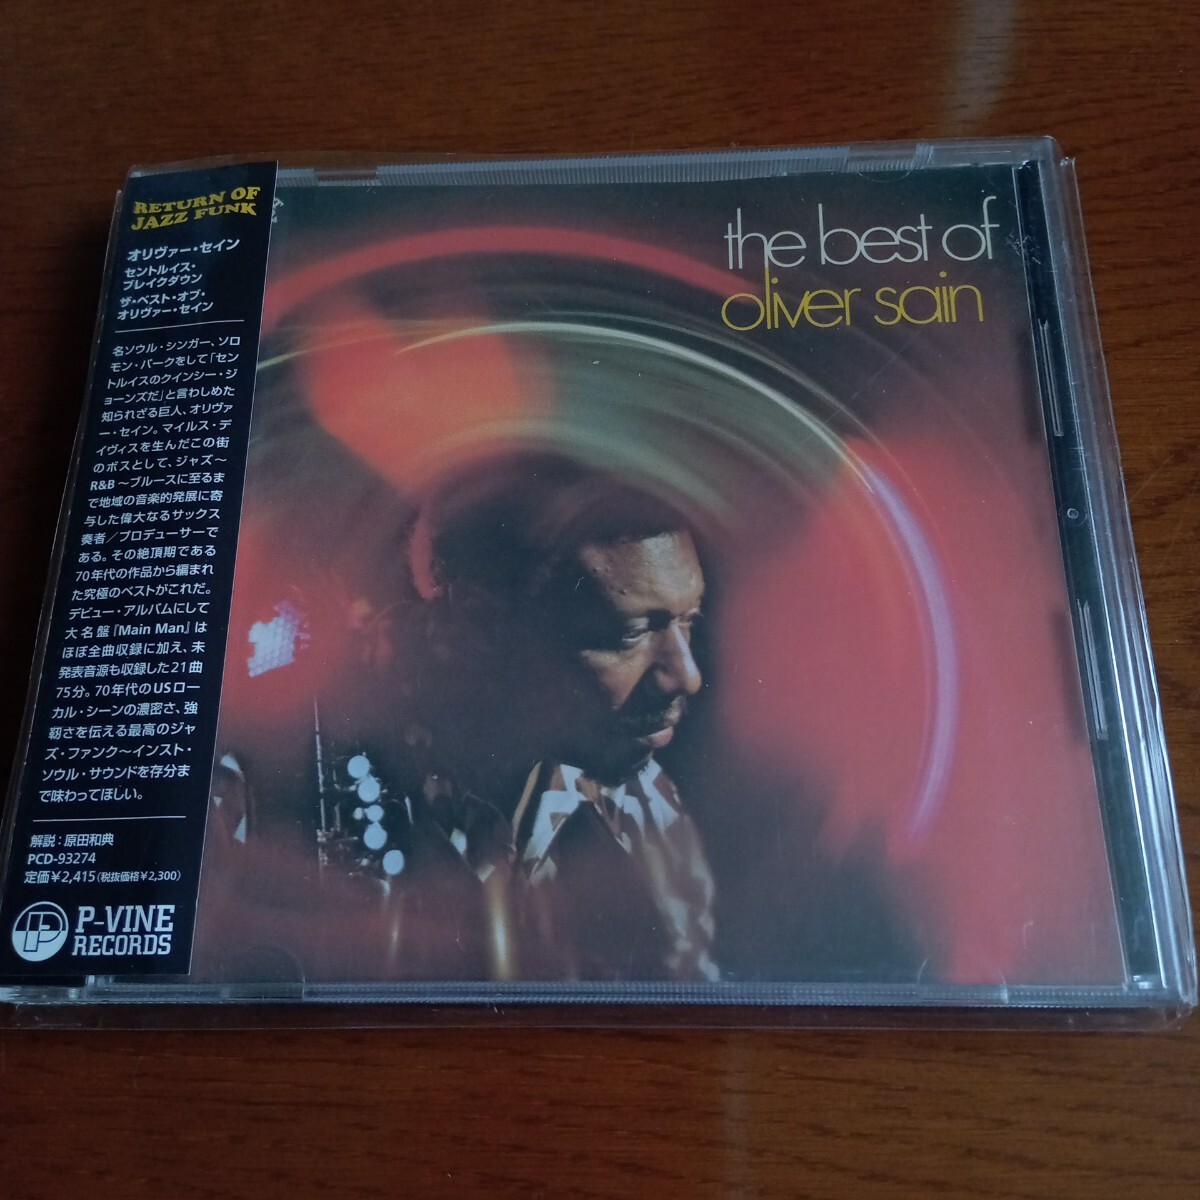 RETURN OF
JAZZ FUNK
オリヴァー・セイン
セントルイス・
ブレイクダウン
ザ・ベスト・オブ・
オリヴァー・セイン
名ソウル・シンガー、ソロ
モン・バークをして「セン
トルイスのクインシー・ジ
ョーンズだ」と言わしめた
知られざる巨人、オリヴァ
ー・セイン。マイルス・デ
イヴィスを生んだこの街
のボスとして、ジャズ〜
R&B〜ブルースに至るま
で地域の音楽的発展に寄
与した偉大なるサックス
奏者／プロデューサーで
ある。その絶頂期である
70年代の作品から編まれ
た究極のベストがこれだ。
デビュー・アルバムにして
大名盤『Main Man』は
ほぼ全曲収録に加え、未
発表音源も収録した21曲
75分。70年代のUSロー
カル・シーンの濃密さ、強
靭さを伝える最高のジャ
ズ・ファンク〜インスト・
ソウル・サウンドを存分ま
で味わってほしい。
解説：原田和典
PCD-93274
定価¥2,415(税抜価格¥2,300)
P-VINE
RECORDS
the best of
oliver sain